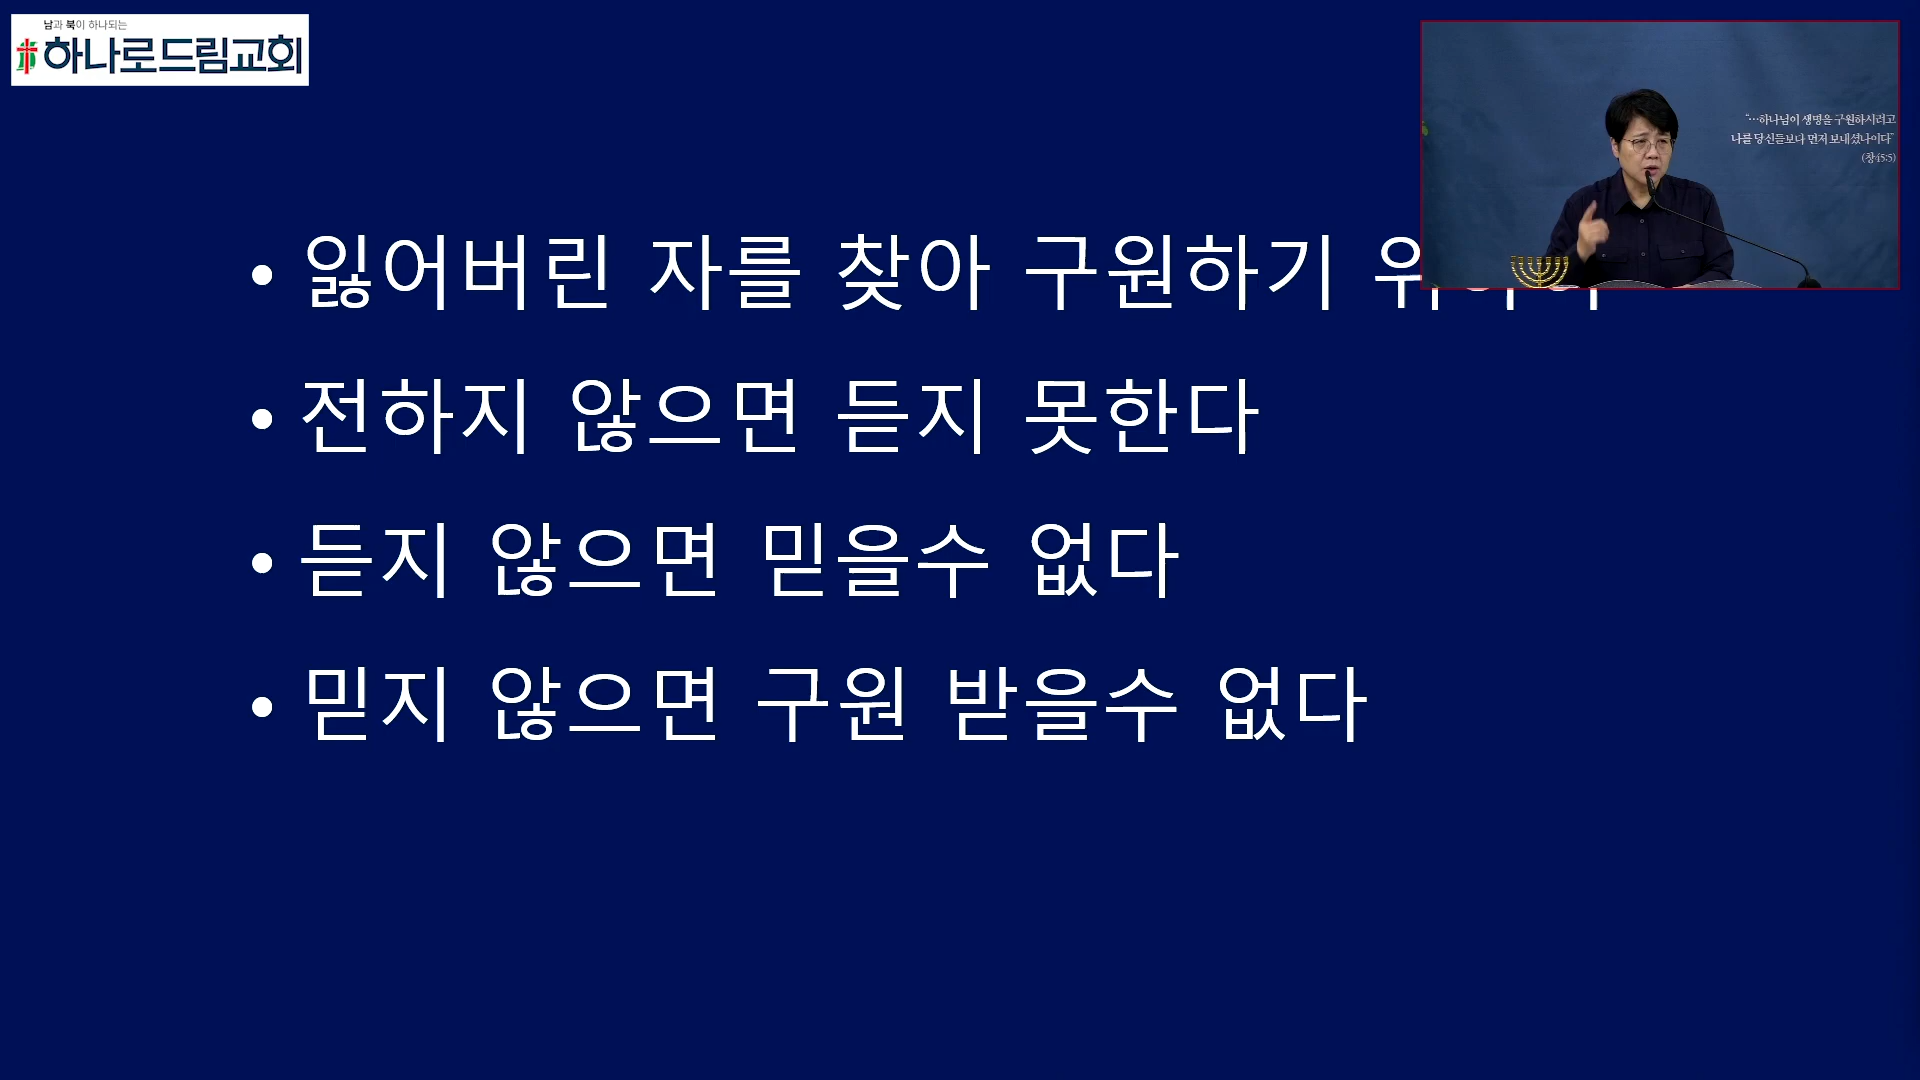 남과 북이 하나되는
하나로드림교회
“…하나님이 생명을 구원하시려고
나를 당신들보다 먼저 보내셨나이다”
(창45:5)
• 잃어버린 자를 찾아 구원하기
• 전하지 않으면 듣지 못한다
• 듣지 않으면 믿을수 없다
• 믿지 않으면 구원 받을수 없다